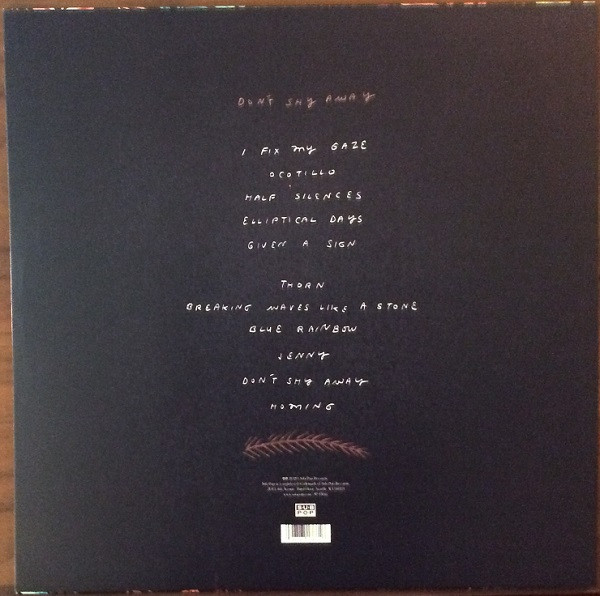 DON'T SHY AWAY
I FIX MY GAZE
OCOTILLO
HALF SILENCES
ELLIPTICAL DAYS
GIVEN A SIGN
THORN
BREAKING WAVES LIKE A STONE
BLUE RAINBOW
JENNY
DON'T SHY AWAY
HOMING
SUB
POP